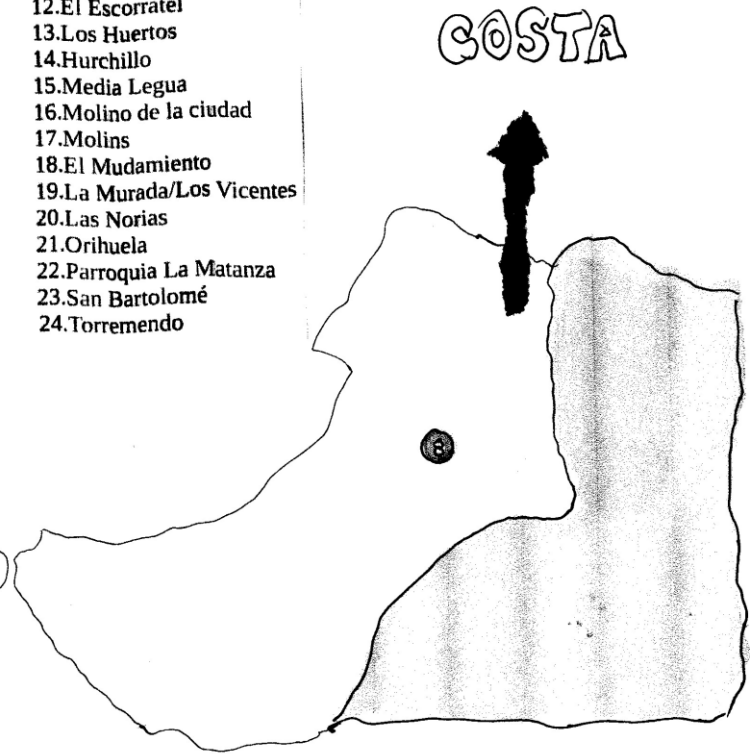 12.El Escorratel
13.Los Huertos
14.Hurchillo
15.Media Legua
16.Molino de la ciudad
17.Molins
18.El Mudamiento
19.La Murada/Los Vicentes
20.Las Norias
21.Orihuela
22.Parroquia La Matanza
23.San Bartolomé
24.Torremendo
COSTA